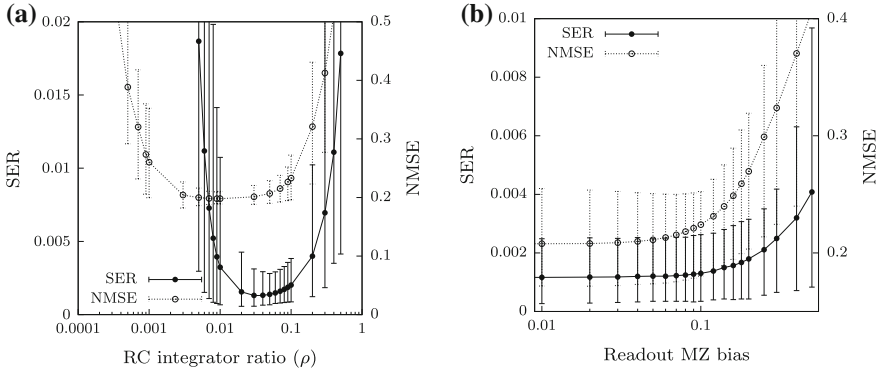 (a)
0.02
0.015
0.01
0.005
0
SER
0.5
0.4
0.3
0.2
0.1
0
NMSE
SER
NMSE
0.0001
0.001
0.01
0.1
1
RC integrator ratio (ρ)
(b)
0.01
0.008
0.006
0.004
0.002
0
SER
SER
NMSE
0.4
0.3
0.2
NMSE
0.01
0.1
Readout MZ bias